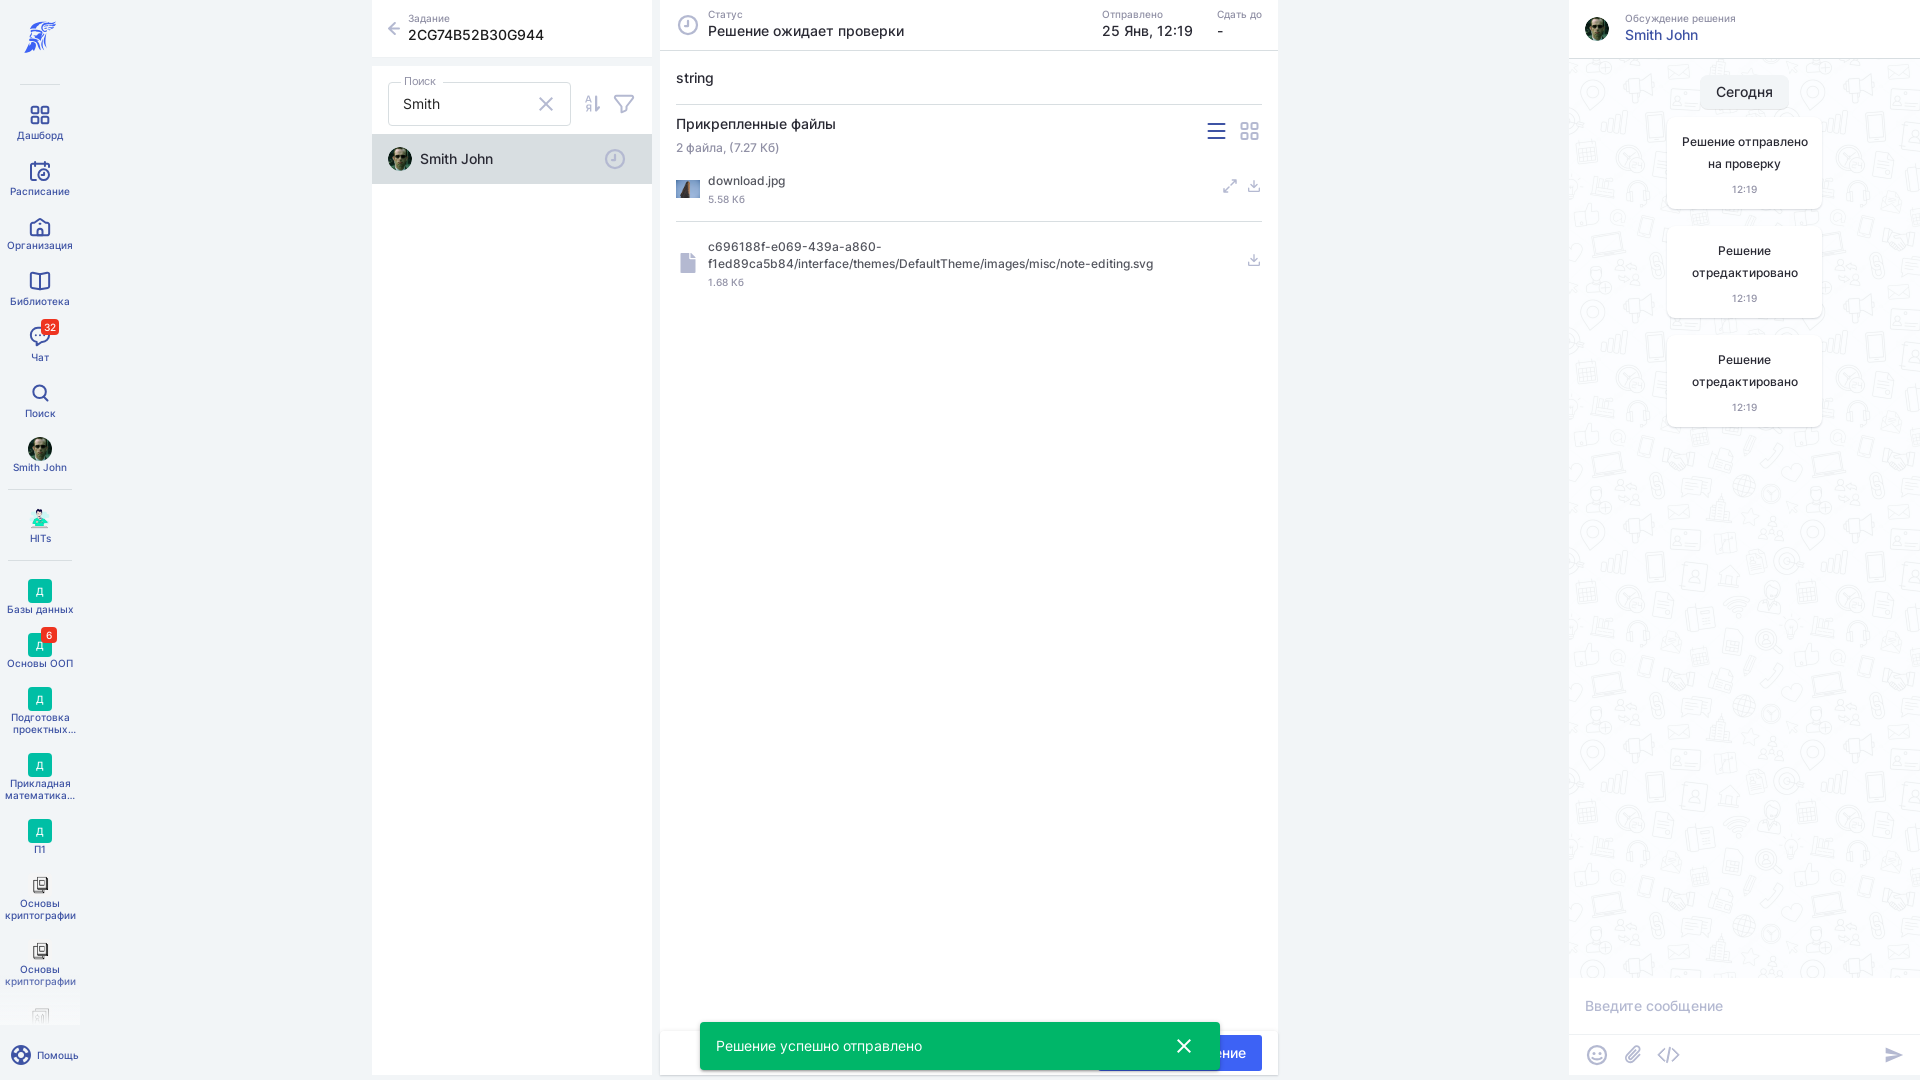 Дашборд
Расписание
Организация
Библиотека
32
Чат
Поиск
Smith John
HITs
Д
Базы данных
6
Д
Основы ООП
Д
Подготовка
проектных...
Д
Прикладная
математика...
Д
П1
Основы
криптографии
Основы
криптографии
Помощь
Задание
2CG74B52B30G944
Поиск
Smith
Smith John
Статус
Решение ожидает проверки
Отправлено
25 Янв, 12:19
Сдать до
-
string
Прикрепленные файлы
2 файла, (7.27 Кб)
download.jpg
5.58 Кб
c696188f-e069-439a-a860-
f1ed89ca5b84/interface/themes/DefaultTheme/images/misc/note-editing.svg
1.68 Кб
Решение успешно отправлено
Обсуждение решения
Smith John
Сегодня
Решение отправлено
на проверку
12:19
Решение
отредактировано
12:19
Решение
отредактировано
12:19
Введите сообщение